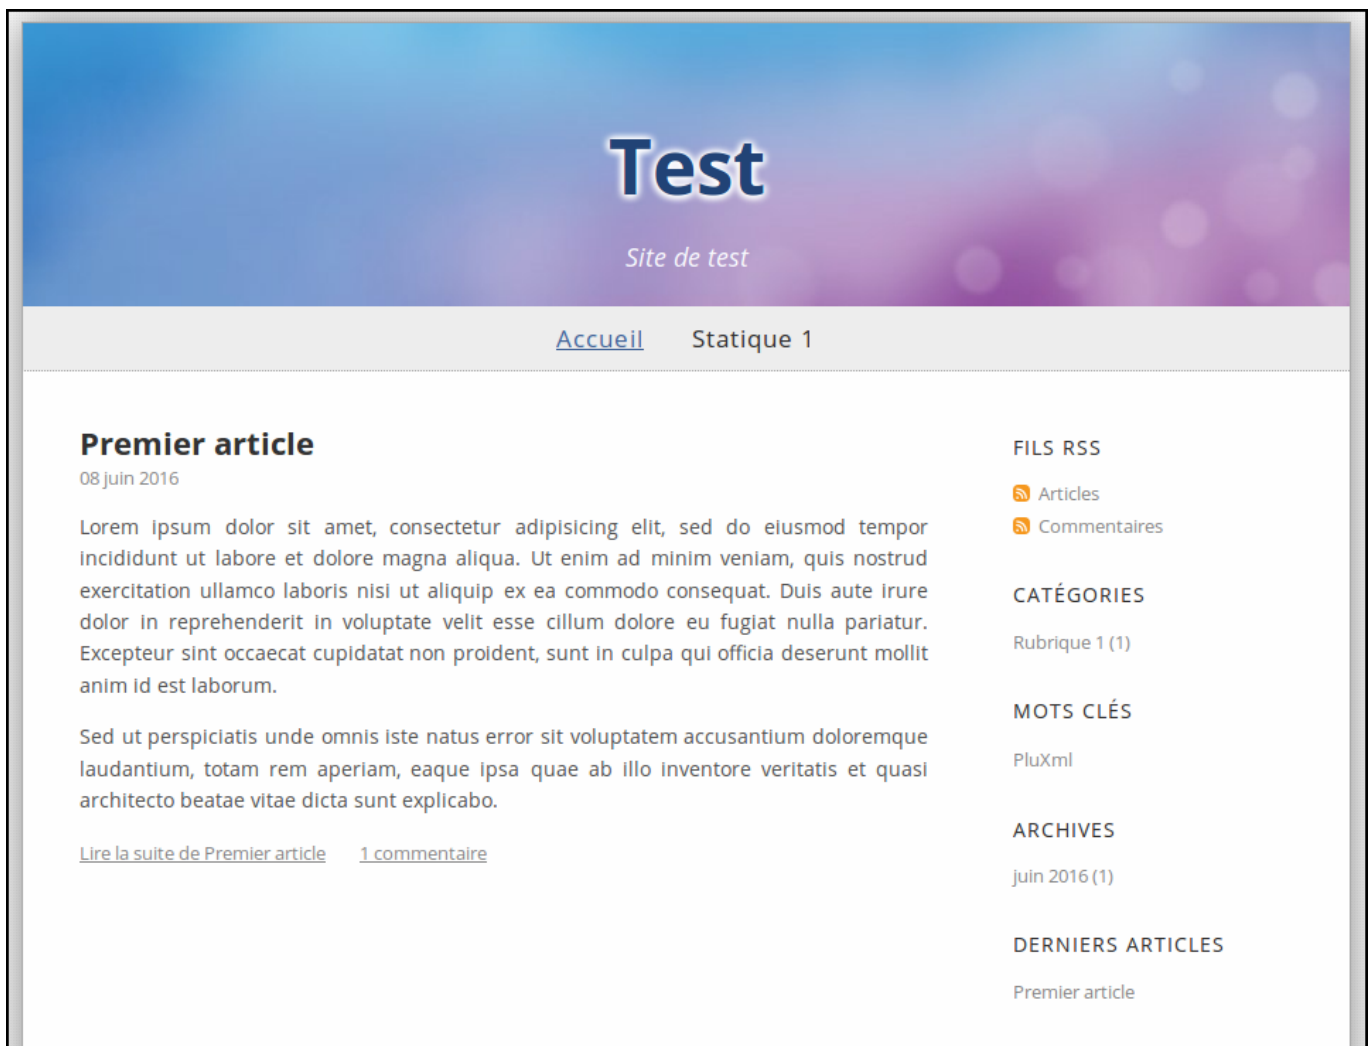 Test
Site de test
Accueil Statique 1
Premier article
08 juin 2016
Lorem ipsum dolor sit amet, consectetur adipisicing elit, sed do eiusmod tempor
incididunt ut labore et dolore magna aliqua. Ut enim ad minim veniam, quis nostrud
exercitation ullamco laboris nisi ut aliquip ex ea commodo consequat. Duis aute irure
dolor in reprehenderit in voluptate velit esse cillum dolore eu fugiat nulla pariatur.
Excepteur sint occaecat cupidatat non proident, sunt in culpa qui officia deserunt mollit
anim id est laborum.
Sed ut perspiciatis unde omnis iste natus error sit voluptatem accusantium doloremque
laudantium, totam rem aperiam, eaque ipsa quae ab illo inventore veritatis et quasi
architecto beatae vitae dicta sunt explicabo.
Lire la suite de Premier article 1 commentaire
FILS RSS
Articles
Commentaires
CATÉGORIES
Rubrique 1 (1)
MOTS CLÉS
PluXml
ARCHIVES
juin 2016 (1)
DERNIERS ARTICLES
Premier article